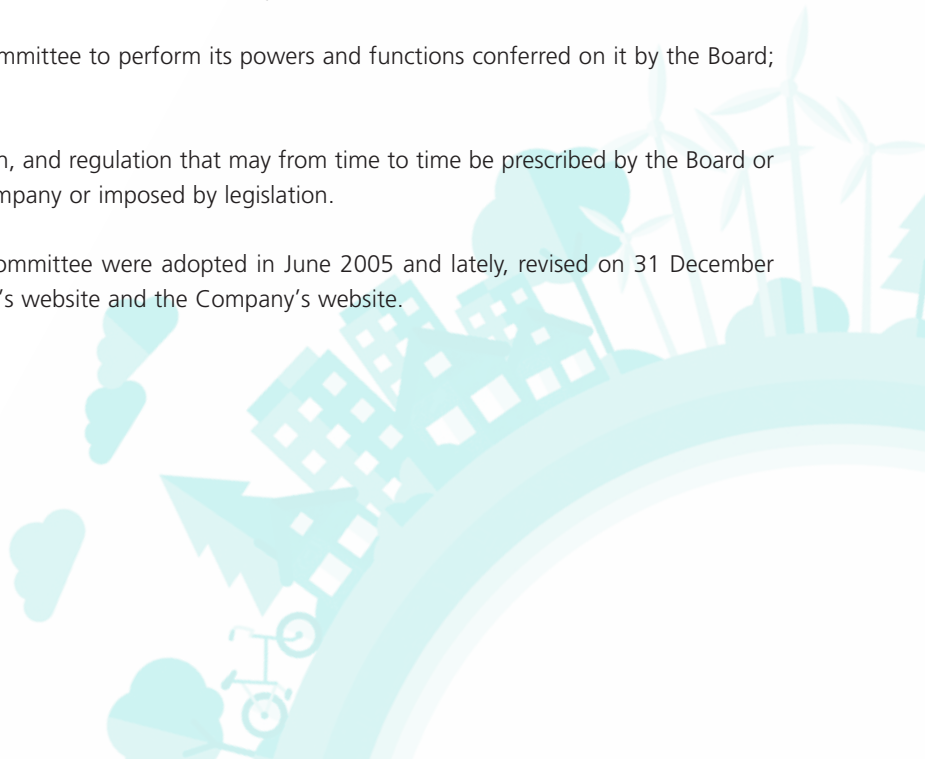 mmittee to perform its powers and functions conferred on it by the Board;
, and regulation that may from time to time be prescribed by the Board or
mpany or imposed by legislation.
ommittee were adopted in June 2005 and lately, revised on 31 December
's website and the Company's website.